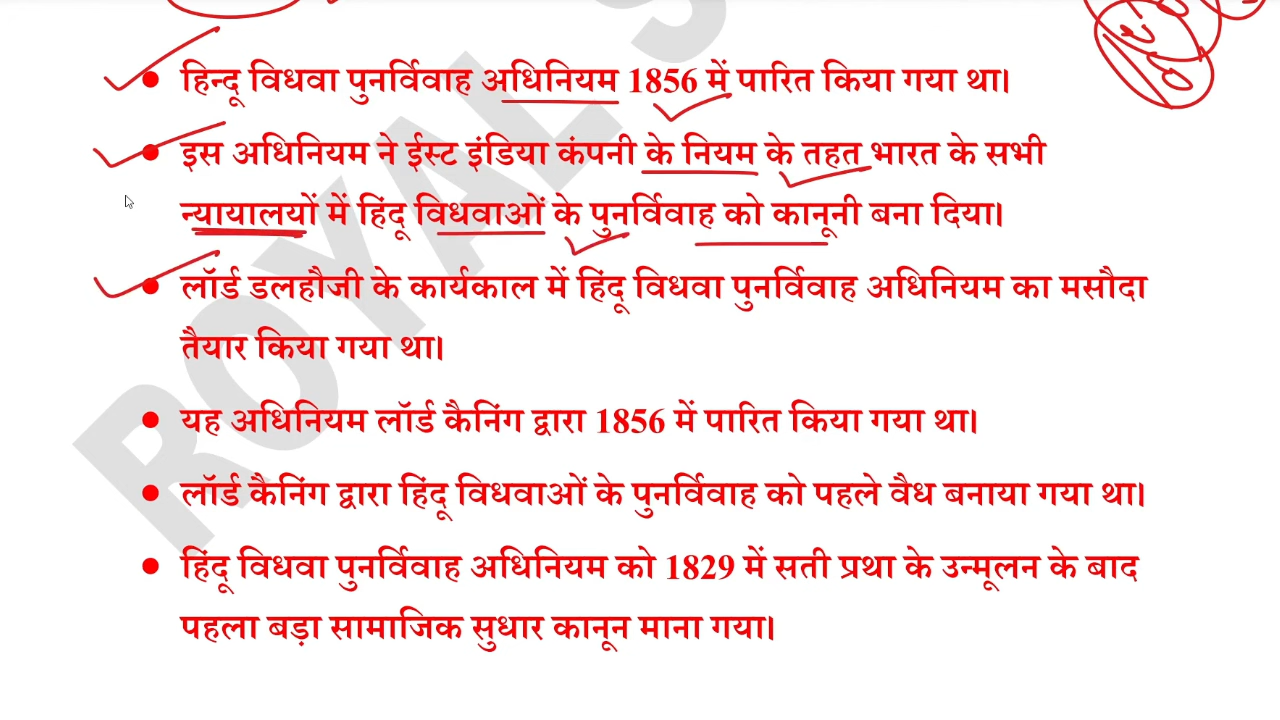 • हिन्दू विधवा पुनर्विवाह अधिनियम 1856 में पारित किया गया था।
• इस अधिनियम ने ईस्ट इंडिया कंपनी के नियम के तहत भारत के सभी
न्यायालयों में हिंदू विधवाओं के पुनर्विवाह को कानूनी बना दिया।
• लॉर्ड डलहौजी के कार्यकाल में हिंदू विधवा पुनर्विवाह अधिनियम का मसौदा
तैयार किया गया था।
• यह अधिनियम लॉर्ड कैनिंग द्वारा 1856 में पारित किया गया था।
• लॉर्ड कैनिंग द्वारा हिंदू विधवाओं के पुनर्विवाह को पहले वैध बनाया गया था।
• हिंदू विधवा पुनर्विवाह अधिनियम को 1829 में सती प्रथा के उन्मूलन के बाद
पहला बड़ा सामाजिक सुधार कानून माना गया।
ROYAL S